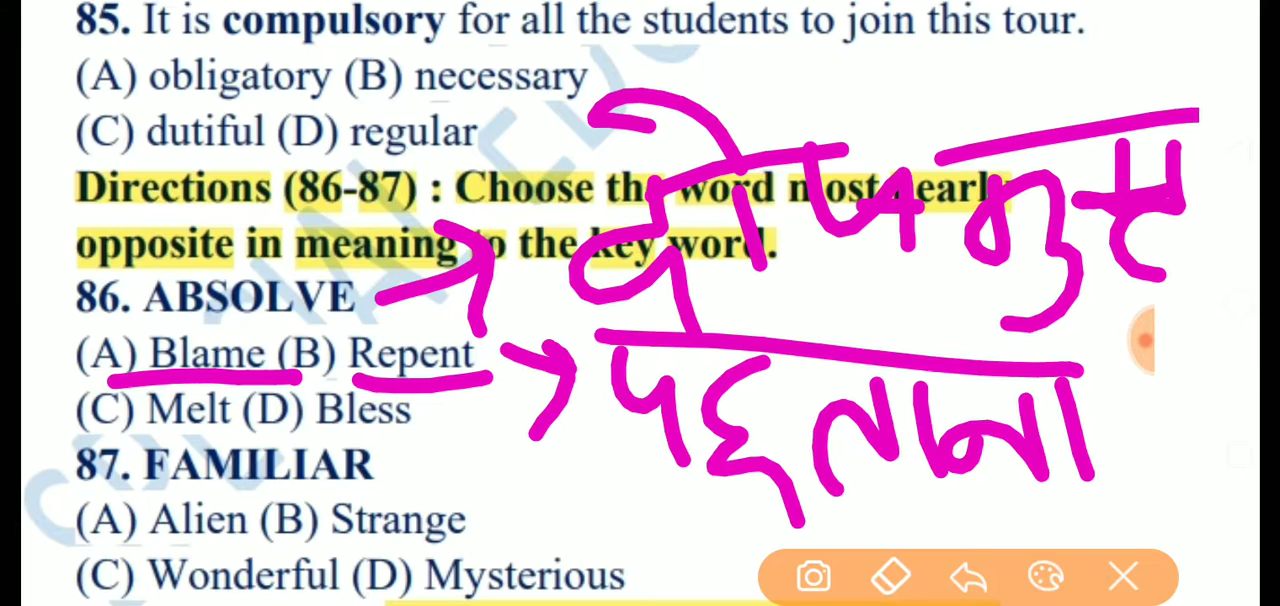 85. It is compulsory for all the students to join this tour.
(A) obligatory (B) necessary
(C) dutiful (D) regular
Directions (86-87) : Choose the word most nearly
opposite in meaning to the key word.
86. ABSOLVE
दोषमुक्त
(A) Blame (B) Repent
पछताना
(C) Melt (D) Bless
87. FAMILIAR
(A) Alien (B) Strange
(C) Wonderful (D) Mysterious